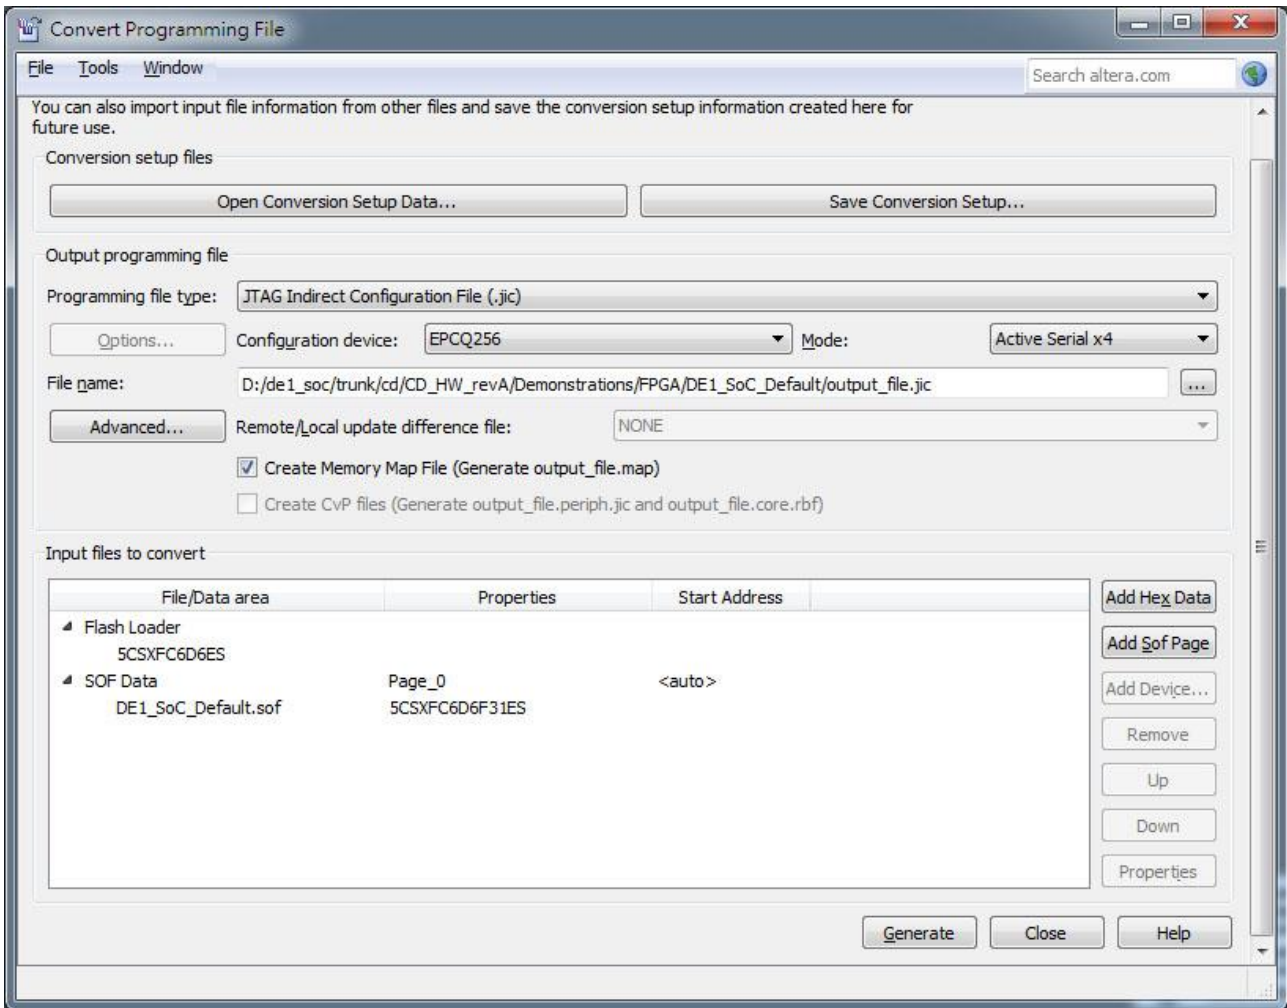 Convert Programming File
File Tools Window
Search altera.com
You can also import input file information from other files and save the conversion setup information created here for
future use.
Conversion setup files
Open Conversion Setup Data... Save Conversion Setup...
Output programming file
Programming file type: JTAG Indirect Configuration File (.jic)
Options... Configuration device: EPCQ256 Mode: Active Serial x4
File name: D:/de1_soc/trunk/cd/CD_HW_revA/Demonstrations/FPGA/DE1_SoC_Default/output_file.jic ...
Advanced... Remote/Local update difference file: NONE
Create Memory Map File (Generate output_file.map)
Create CvP files (Generate output_file.periph.jic and output_file.core.rbf)
Input files to convert
File/Data area Properties Start Address
Add Hex Data
Flash Loader
5CSXFC6D6ES
Add Sof Page
SOF Data Page_0 <auto>
Add Device...
DE1_SoC_Default.sof 5CSXFC6D6F31ES
Remove
Up
Down
Properties
Generate Close Help